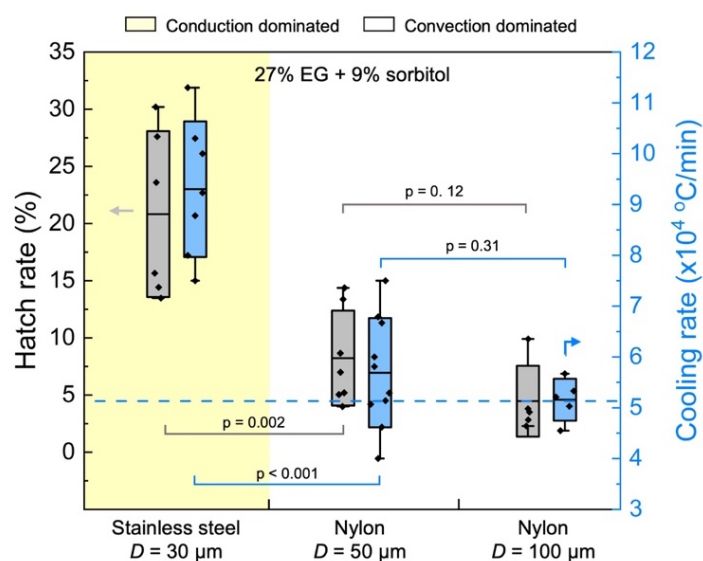 Conduction dominated Convection dominated
27% EG + 9% sorbitol
Hatch rate (%)
35
30
25
20
15
10
5
0
p = 0. 12
p = 0.31
p = 0.002
p < 0.001
12
11
10
9
8
7
6
5
4
3
Cooling rate (x10⁴ ºC/min)
Stainless steel Nylon Nylon
D = 30 μm D = 50 μm D = 100 μm